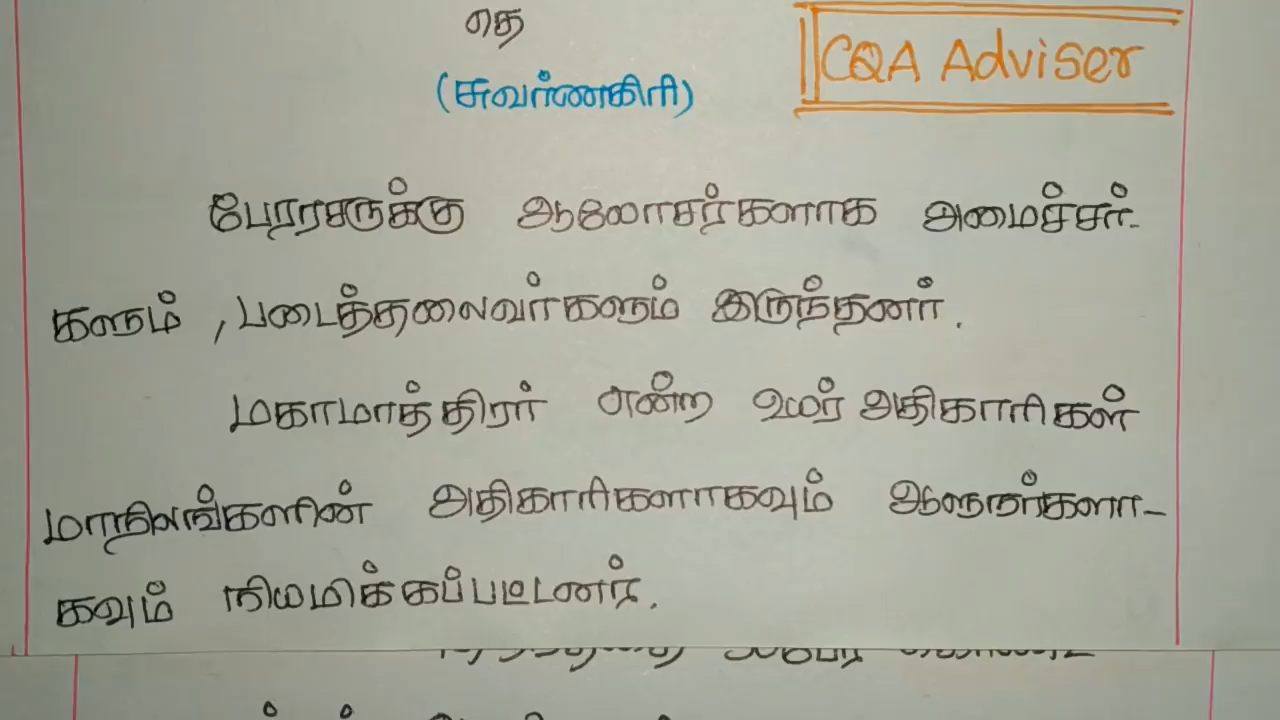 தெ
CQA Adviser
(சுவர்ணகிரி)
பேரரசருக்கு ஆலோசர்களாக அமைச்சர்-
களும் , படைத்தலைவர்களும் இருந்தனர்.
மகாமாத்திரர் என்ற உயர் அதிகாரிகள்
மாநிலங்களின் அதிகாரிகளாகவும் ஆளுநர்களா-
கவும் நியமிக்கப்பட்டனர்.